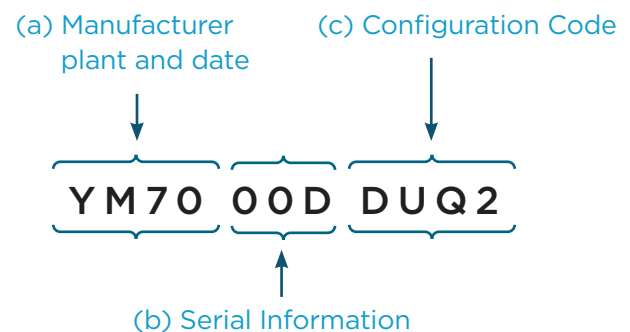 (a) Manufacturer
plant and date
(c) Configuration Code
YM70 00D DUQ2
(b) Serial Information